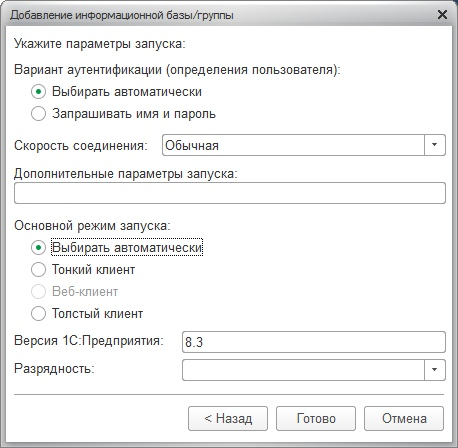 Добавление информационной базы/группы
Укажите параметры запуска:
Вариант аутентификации (определения пользователя):
Выбирать автоматически
Запрашивать имя и пароль
Скорость соединения: Обычная
Дополнительные параметры запуска:
Основной режим запуска:
Выбирать автоматически
Тонкий клиент
Веб-клиент
Толстый клиент
Версия 1С:Предприятия: 8.3
Разрядность:
< Назад Готово Отмена